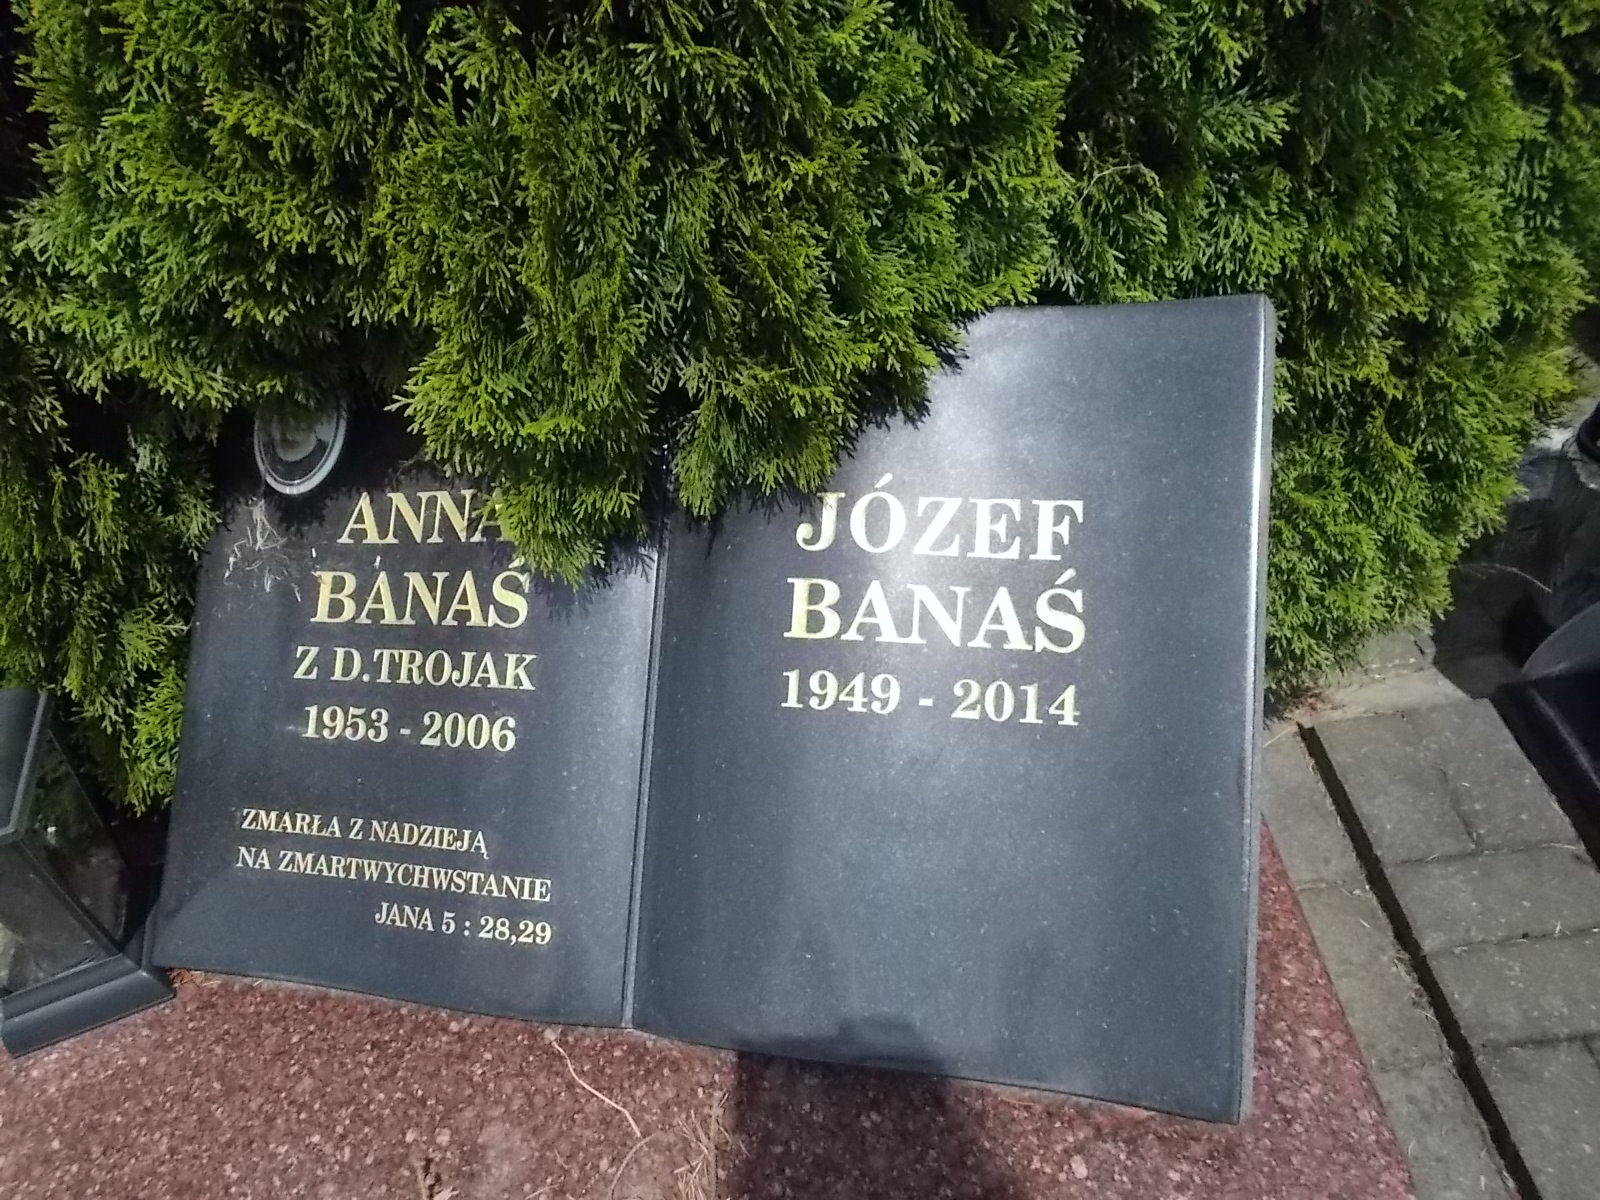 ANNA
BANAŚ
Z D.TROJAK
1953 - 2006
ZMARŁA Z NADZIEJĄ
NA ZMARTWYCHWSTANIE
JANA 5 : 28,29
JÓZEF
BANAŚ
1949 - 2014